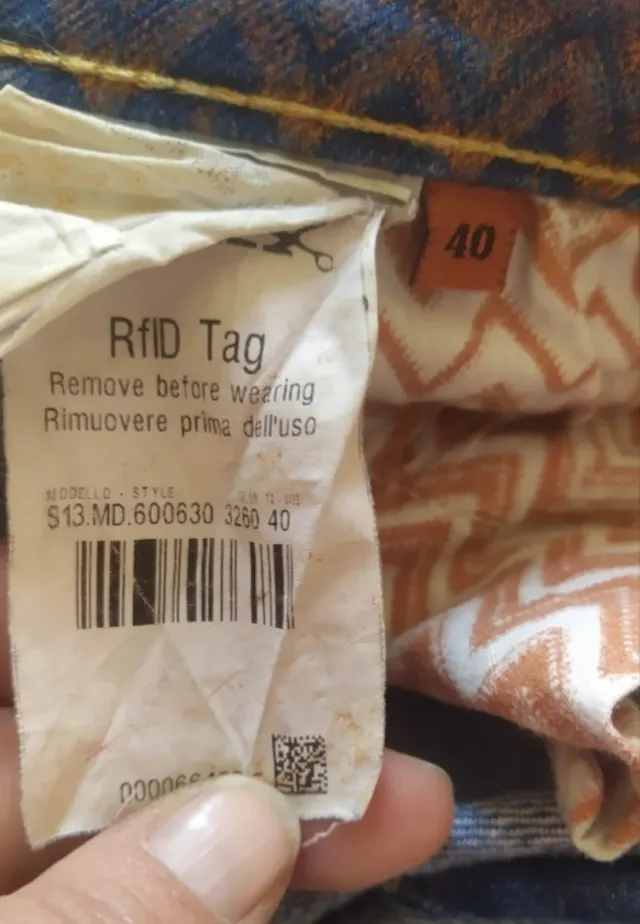 40
RfID Tag
Remove before wearing
Rimuovere prima dell'uso
MODELLO - STYLE
S13.MD.600630 3260 40